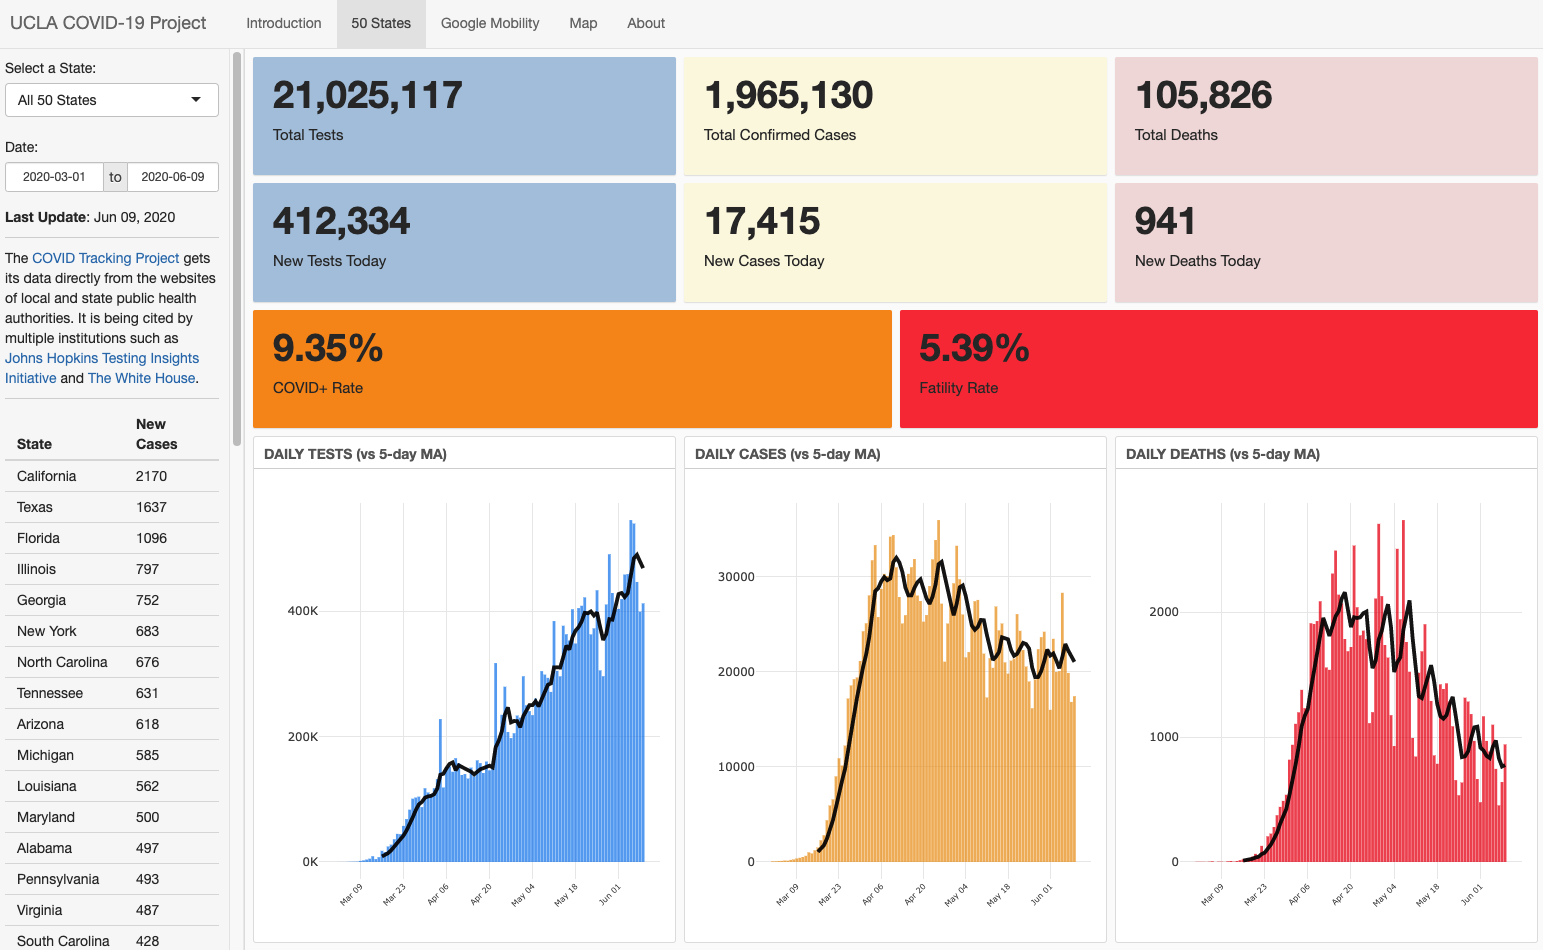 UCLA COVID-19 Project
Introduction
50 States
Google Mobility
Map
About
Select a State:
All 50 States
Date:
2020-03-01 to 2020-06-09
Last Update: Jun 09, 2020
The COVID Tracking Project gets
its data directly from the websites
of local and state public health
authorities. It is being cited by
multiple institutions such as
Johns Hopkins Testing Insights
Initiative and The White House.
State New Cases
California 2170
Texas 1637
Florida 1096
Illinois 797
Georgia 752
New York 683
North Carolina 676
Tennessee 631
Arizona 618
Michigan 585
Louisiana 562
Maryland 500
Alabama 497
Pennsylvania 493
Virginia 487
South Carolina 428
21,025,117
Total Tests
1,965,130
Total Confirmed Cases
105,826
Total Deaths
412,334
New Tests Today
17,415
New Cases Today
941
New Deaths Today
9.35%
COVID+ Rate
5.39%
Fatility Rate
DAILY TESTS (vs 5-day MA)
400K
200K
0K
Mar 09 Mar 23 Apr 06 Apr 20 May 04 May 18 Jun 01
DAILY CASES (vs 5-day MA)
30000
20000
10000
0
Mar 09 Mar 23 Apr 06 Apr 20 May 04 May 18 Jun 01
DAILY DEATHS (vs 5-day MA)
2000
1000
0
Mar 09 Mar 23 Apr 06 Apr 20 May 04 May 18 Jun 01